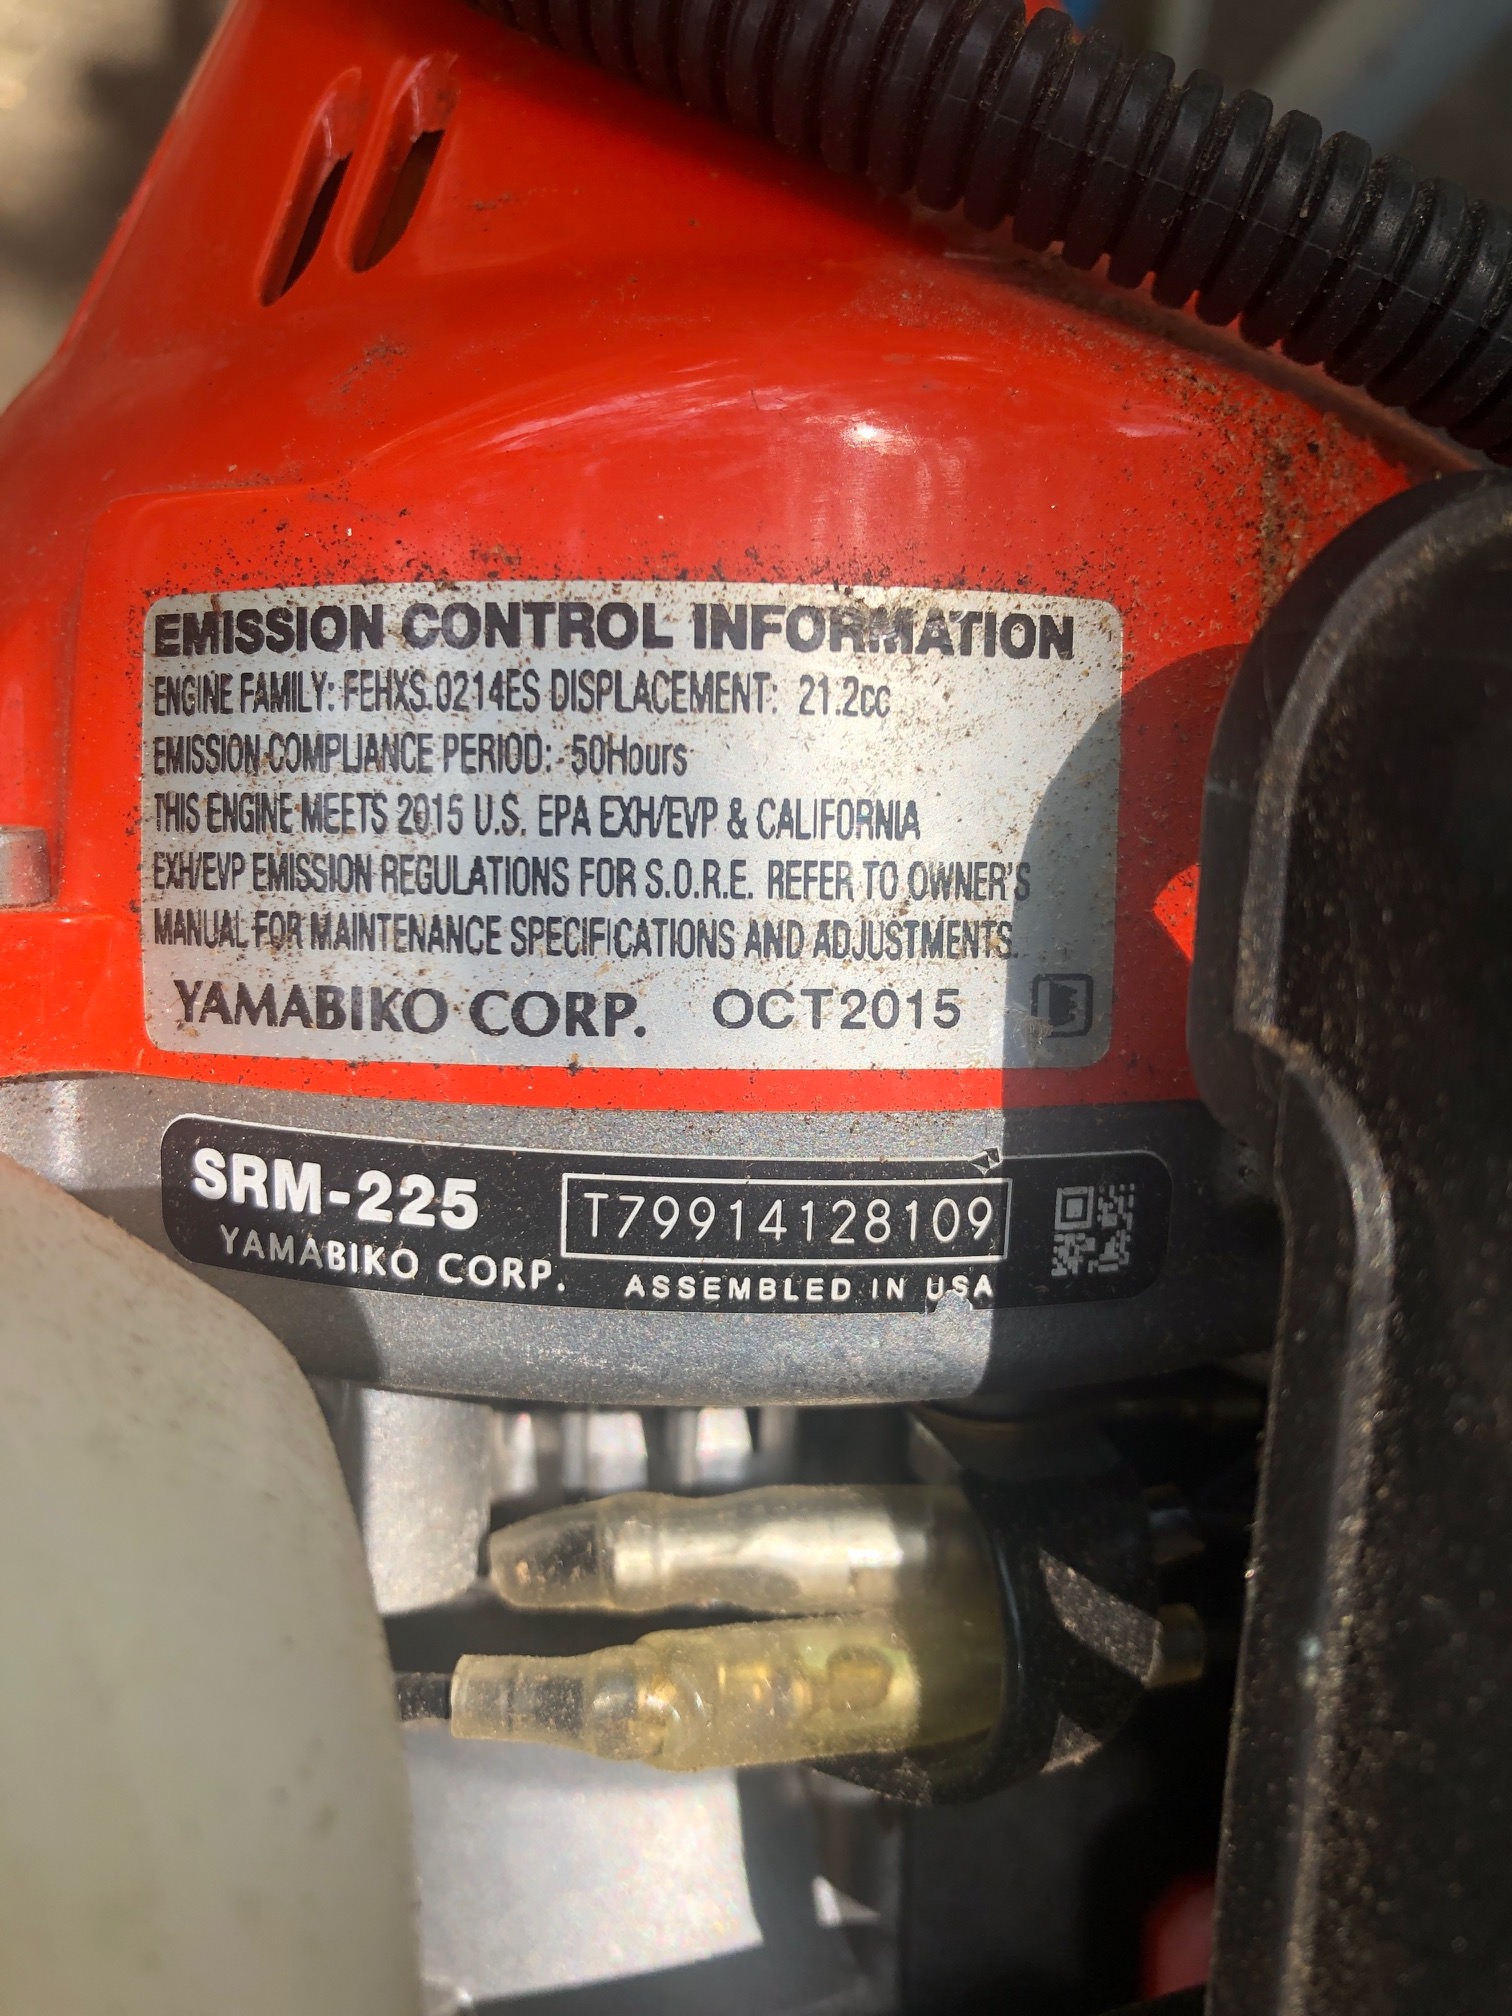 EMISSION CONTROL INFORMATION
ENGINE FAMILY: FEHXS.0214ES DISPLACEMENT: 21.2cc
EMISSION COMPLIANCE PERIOD: 50Hours
THIS ENGINE MEETS 2015 U.S. EPA EXH/EVP & CALIFORNIA
EXH/EVP EMISSION REGULATIONS FOR S.O.R.E. REFER TO OWNER'S
MANUAL FOR MAINTENANCE SPECIFICATIONS AND ADJUSTMENTS.
YAMABIKO CORP. OCT2015
SRM-225 T79914128109
YAMABIKO CORP. ASSEMBLED IN USA